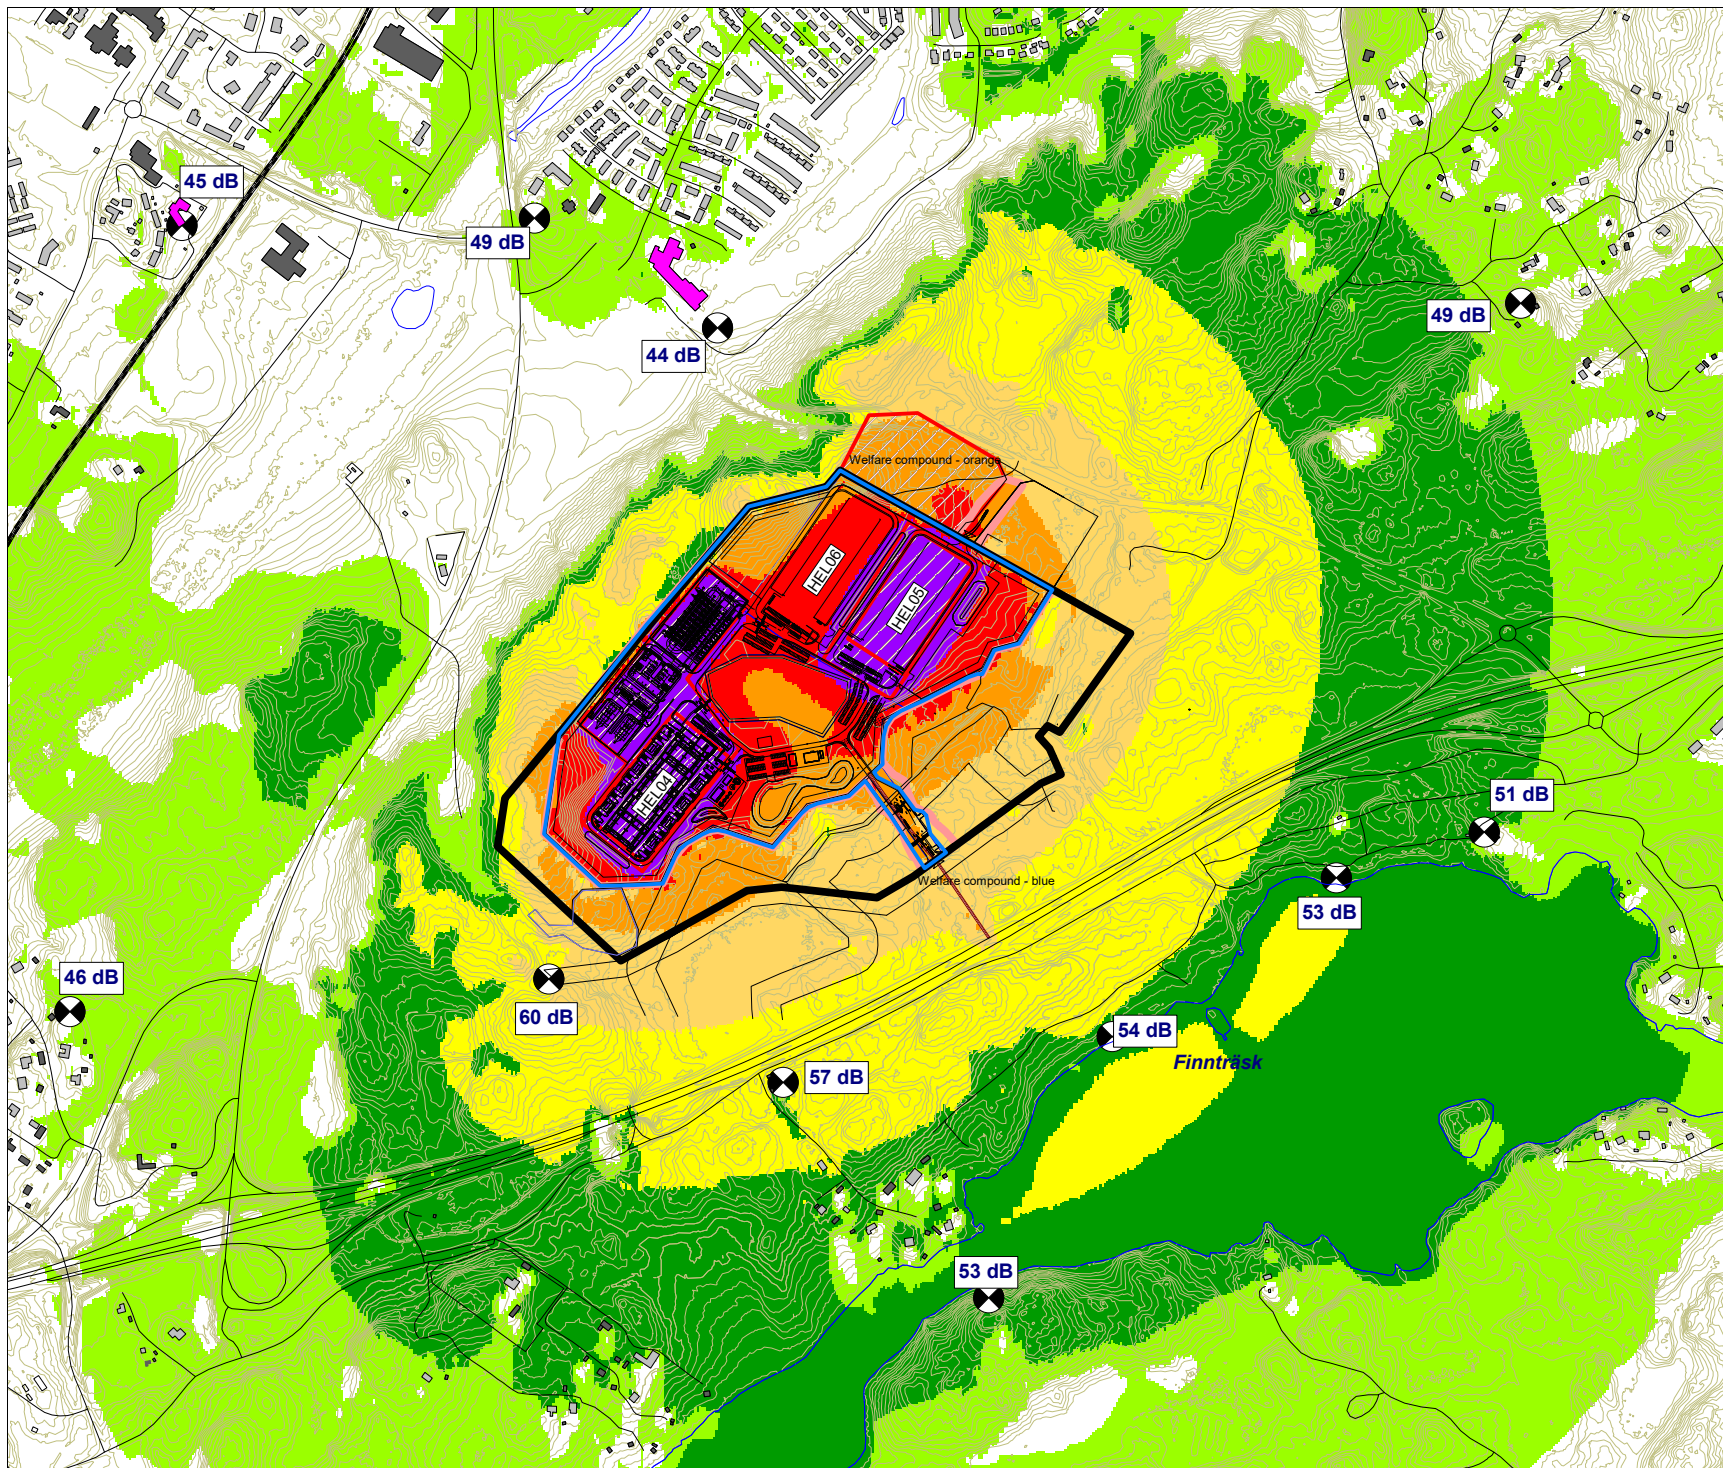 45 dB
49 dB
44 dB
49 dB
Welfare compound - orange
HEL06
HEL05
HEL04
51 dB
Welfare compound - blue
53 dB
46 dB
60 dB
54 dB
Finnträsk
57 dB
53 dB